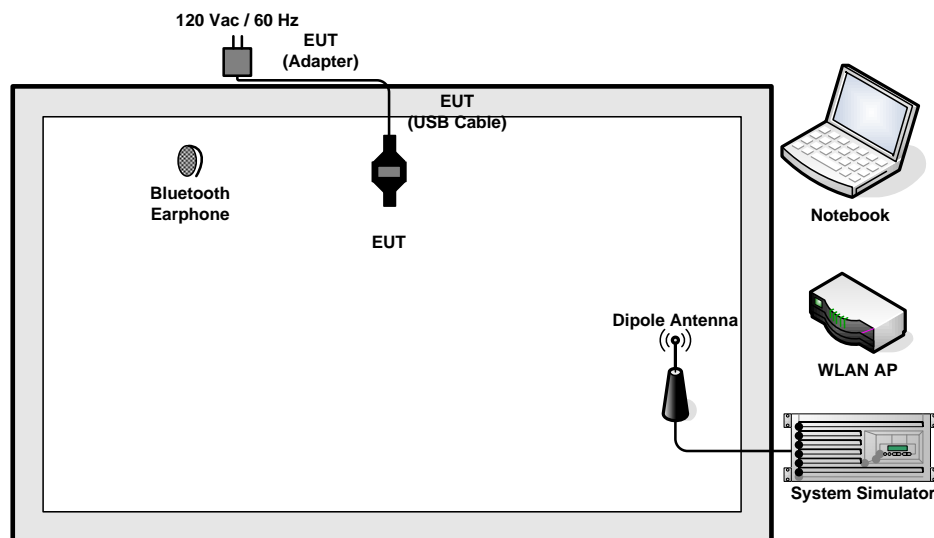 120 Vac / 60 Hz
EUT
(Adapter)
EUT
(USB Cable)
Bluetooth
Earphone
EUT
Notebook
Dipole Antenna
WLAN AP
System Simulator